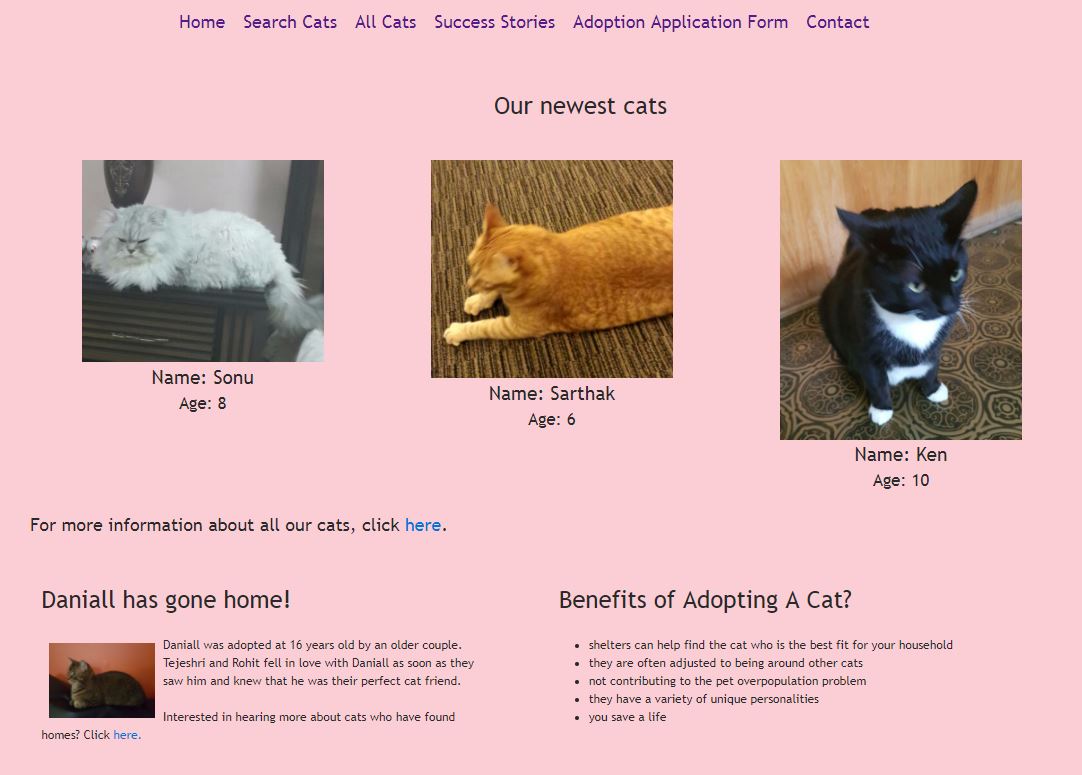 Home Search Cats All Cats Success Stories Adoption Application Form Contact
Our newest cats
Name: Sonu
Age: 8
Name: Sarthak
Age: 6
Name: Ken
Age: 10
For more information about all our cats, click here.
Daniall has gone home!
Daniall was adopted at 16 years old by an older couple.
Tejeshri and Rohit fell in love with Daniall as soon as they
saw him and knew that he was their perfect cat friend.
Interested in hearing more about cats who have found
homes? Click here.
Benefits of Adopting A Cat?
• shelters can help find the cat who is the best fit for your household
• they are often adjusted to being around other cats
• not contributing to the pet overpopulation problem
• they have a variety of unique personalities
• you save a life